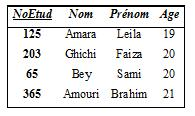 NoEtud Nom Prénom Age
125 Amara Leila 19
203 Ghichi Faiza 20
65 Bey Sami 20
365 Amouri Brahim 21